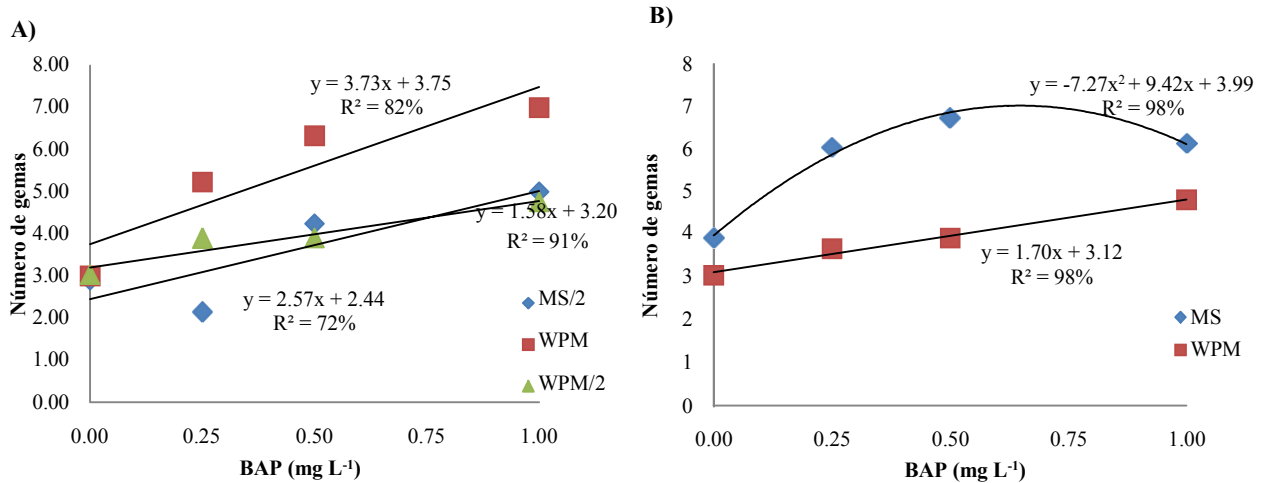 A)
Número de gemas
8.00
7.00
6.00
5.00
4.00
3.00
2.00
1.00
0.00
y = 3.73x + 3.75
R² = 82%
y = 1.58x + 3.20
R² = 91%
y = 2.57x + 2.44
R² = 72%
MS/2
WPM
WPM/2
0.00 0.25 0.50 0.75 1.00
BAP (mg L⁻¹)
B)
Número de gemas
8
7
6
5
4
3
2
1
0
y = -7.27x² + 9.42x + 3.99
R² = 98%
y = 1.70x + 3.12
R² = 98%
MS
WPM
0.00 0.25 0.50 0.75 1.00
BAP (mg L⁻¹)